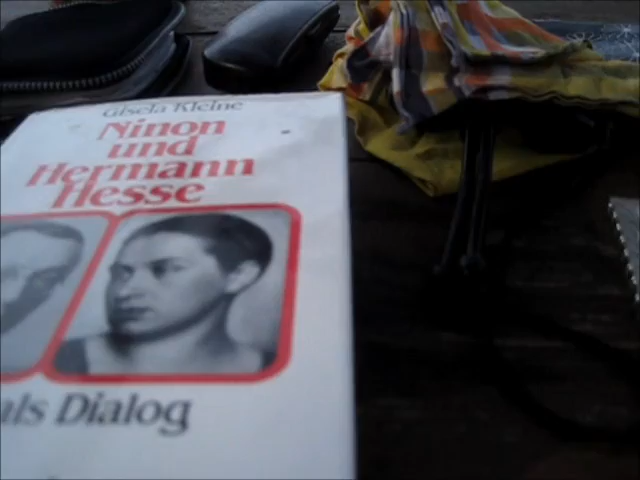 Gisela Kleine
Ninon
und
Hermann
Hesse
als Dialog